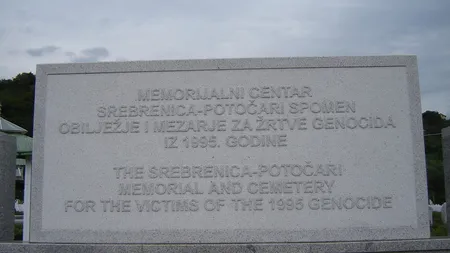 MEMORIJALNI CENTAR
SREBRENICA-POTOČARI SPOMEN
OBILJEŽJE I MEZARJE ZA ŽRTVE GENOCIDA
IZ 1995. GODINE
THE SREBRENICA-POTOČARI
MEMORIAL AND CEMETERY
FOR THE VICTIMS OF THE 1995 GENOCIDE